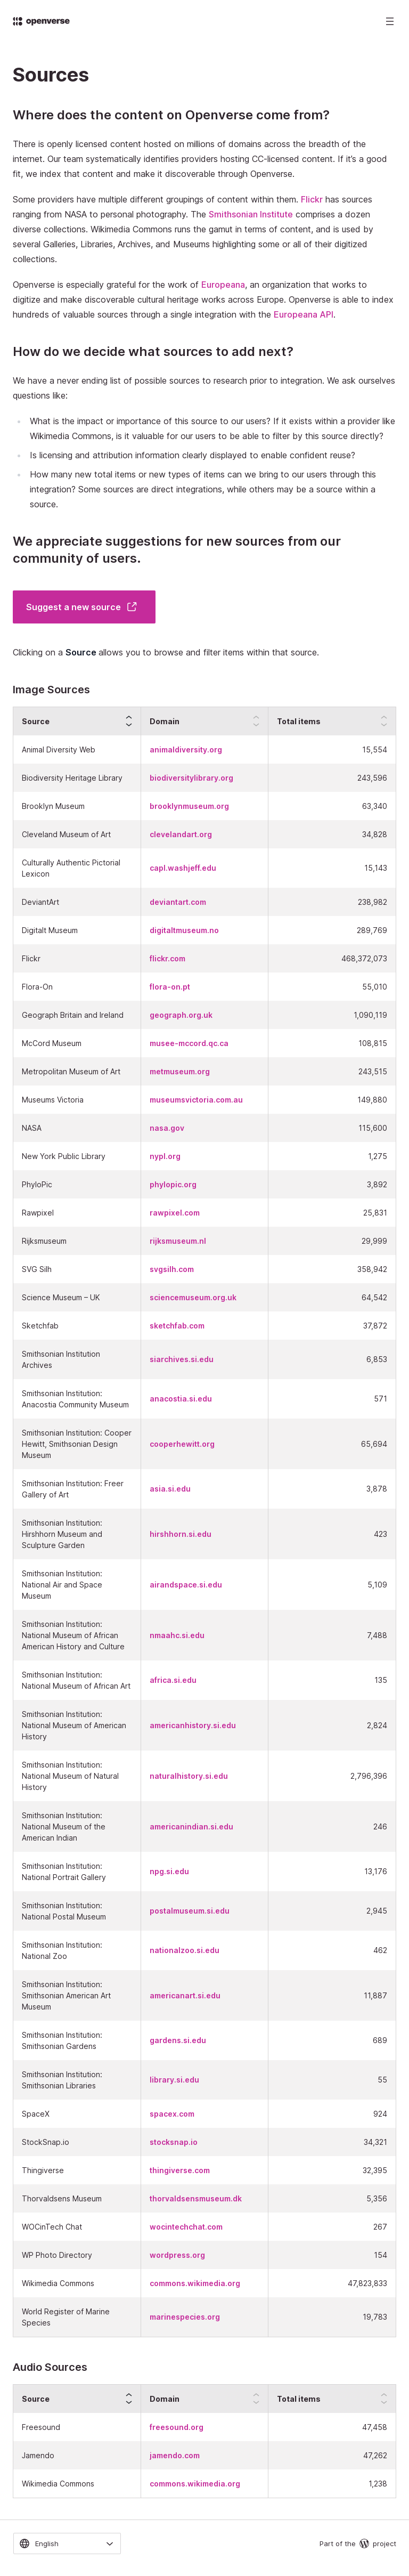 openverse
Sources
Where does the content on Openverse come from?
There is openly licensed content hosted on millions of domains across the breadth of the
internet. Our team systematically identifies providers hosting CC-licensed content. If it's a good
fit, we index that content and make it discoverable through Openverse.
Some providers have multiple different groupings of content within them. Flickr has sources
ranging from NASA to personal photography. The Smithsonian Institute comprises a dozen
diverse collections. Wikimedia Commons runs the gamut in terms of content, and is used by
several Galleries, Libraries, Archives, and Museums highlighting some or all of their digitized
collections.
Openverse is especially grateful for the work of Europeana, an organization that works to
digitize and make discoverable cultural heritage works across Europe. Openverse is able to index
hundreds of valuable sources through a single integration with the Europeana API.
How do we decide what sources to add next?
We have a never ending list of possible sources to research prior to integration. We ask ourselves
questions like:
What is the impact or importance of this source to our users? If it exists within a provider like
Wikimedia Commons, is it valuable for our users to be able to filter by this source directly?
Is licensing and attribution information clearly displayed to enable confident reuse?
How many new total items or new types of items can we bring to our users through this
integration? Some sources are direct integrations, while others may be a source within a
source.
We appreciate suggestions for new sources from our
community of users.
Suggest a new source
Clicking on a Source allows you to browse and filter items within that source.
Image Sources
Source Domain Total items
Animal Diversity Web animaldiversity.org 15,554
Biodiversity Heritage Library biodiversitylibrary.org 243,596
Brooklyn Museum brooklynmuseum.org 63,340
Cleveland Museum of Art clevelandart.org 34,828
Culturally Authentic Pictorial
Lexicon capl.washjeff.edu 15,143
DeviantArt deviantart.com 238,982
Digitalt Museum digitaltmuseum.no 289,769
Flickr flickr.com 468,372,073
Flora-On flora-on.pt 55,010
Geograph Britain and Ireland geograph.org.uk 1,090,119
McCord Museum musee-mccord.qc.ca 108,815
Metropolitan Museum of Art metmuseum.org 243,515
Museums Victoria museumsvictoria.com.au 149,880
NASA nasa.gov 115,600
New York Public Library nypl.org 1,275
PhyloPic phylopic.org 3,892
Rawpixel rawpixel.com 25,831
Rijksmuseum rijksmuseum.nl 29,999
SVG Silh svgsilh.com 358,942
Science Museum – UK sciencemuseum.org.uk 64,542
Sketchfab sketchfab.com 37,872
Smithsonian Institution
Archives siarchives.si.edu 6,853
Smithsonian Institution:
Anacostia Community Museum anacostia.si.edu 571
Smithsonian Institution: Cooper
Hewitt, Smithsonian Design
Museum cooperhewitt.org 65,694
Smithsonian Institution: Freer
Gallery of Art asia.si.edu 3,878
Smithsonian Institution:
Hirshhorn Museum and
Sculpture Garden hirshhorn.si.edu 423
Smithsonian Institution:
National Air and Space
Museum airandspace.si.edu 5,109
Smithsonian Institution:
National Museum of African
American History and Culture nmaahc.si.edu 7,488
Smithsonian Institution:
National Museum of African Art africa.si.edu 135
Smithsonian Institution:
National Museum of American
History americanhistory.si.edu 2,824
Smithsonian Institution:
National Museum of Natural
History naturalhistory.si.edu 2,796,396
Smithsonian Institution:
National Museum of the
American Indian americanindian.si.edu 246
Smithsonian Institution:
National Portrait Gallery npg.si.edu 13,176
Smithsonian Institution:
National Postal Museum postalmuseum.si.edu 2,945
Smithsonian Institution:
National Zoo nationalzoo.si.edu 462
Smithsonian Institution:
Smithsonian American Art
Museum americanart.si.edu 11,887
Smithsonian Institution:
Smithsonian Gardens gardens.si.edu 689
Smithsonian Institution:
Smithsonian Libraries library.si.edu 55
SpaceX spacex.com 924
StockSnap.io stocksnap.io 34,321
Thingiverse thingiverse.com 32,395
Thorvaldsens Museum thorvaldsensmuseum.dk 5,356
WOCinTech Chat wocintechchat.com 267
WP Photo Directory wordpress.org 154
Wikimedia Commons commons.wikimedia.org 47,823,833
World Register of Marine
Species marinespecies.org 19,783
Audio Sources
Source Domain Total items
Freesound freesound.org 47,458
Jamendo jamendo.com 47,262
Wikimedia Commons commons.wikimedia.org 1,238
English Part of the project